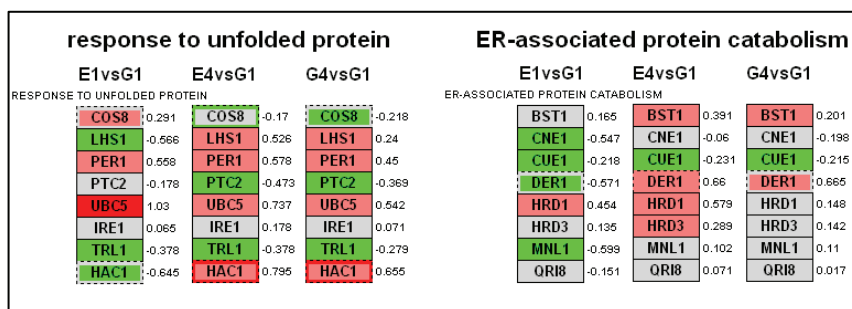 response to unfolded protein
ER-associated protein catabolism
E1vsG1 E4vsG1 G4vsG1
E1vsG1 E4vsG1 G4vsG1
RESPONSE TO UNFOLDED PROTEIN
ER-ASSOCIATED PROTEIN CATABOLISM
COS8 0.291 COS8 -0.17 COS8 -0.218
LHS1 -0.566 LHS1 0.526 LHS1 0.24
PER1 0.558 PER1 0.578 PER1 0.45
PTC2 -0.178 PTC2 -0.473 PTC2 -0.369
UBC5 1.03 UBC5 0.737 UBC5 0.542
IRE1 0.065 IRE1 0.178 IRE1 0.071
TRL1 -0.378 TRL1 -0.378 TRL1 -0.279
HAC1 -0.645 HAC1 0.795 HAC1 0.655
BST1 0.165 BST1 0.391 BST1 0.201
CNE1 -0.547 CNE1 -0.06 CNE1 -0.198
CUE1 -0.218 CUE1 -0.231 CUE1 -0.215
DER1 -0.571 DER1 0.66 DER1 0.665
HRD1 0.454 HRD1 0.579 HRD1 0.148
HRD3 0.135 HRD3 0.289 HRD3 0.142
MNL1 -0.599 MNL1 0.102 MNL1 0.11
QRI8 -0.151 QRI8 0.071 QRI8 0.017